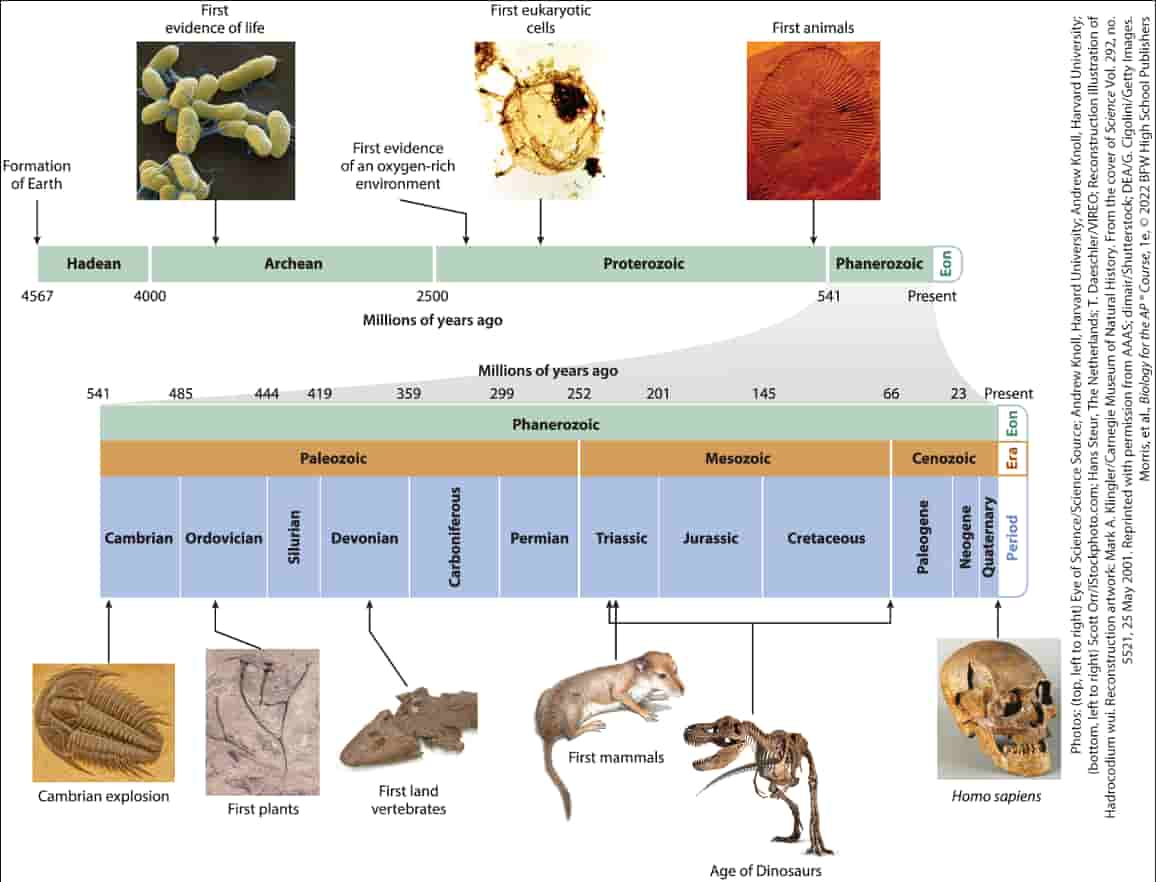 First
evidence of life
First eukaryotic
cells
First animals
First evidence
of an oxygen-rich
environment
Formation
of Earth
Hadean
Archean
Proterozoic
Phanerozoic
Eon
4567
4000
2500
541
Present
Millions of years ago
Millions of years ago
541
485
444
419
359
299
252
201
145
66
23
Present
Phanerozoic
Eon
Paleozoic
Mesozoic
Cenozoic
Era
Cambrian
Ordovician
Silurian
Devonian
Carboniferous
Permian
Triassic
Jurassic
Cretaceous
Paleogene
Neogene
Quaternary
Period
Cambrian explosion
First plants
First land
vertebrates
First mammals
Age of Dinosaurs
Homo sapiens
Photos: (top, left to right) Eye of Science/Science Source; Andrew Knoll, Harvard University; Andrew Knoll, Harvard University;
(bottom, left to right) Scott Orr/iStockphoto.com; Hans Steur, The Netherlands; T. Daeschler/VIREO; Reconstruction illustration of
Hadrocodium wui. Reconstruction artwork: Mark A. Klingler/Carnegie Museum of Natural History. From the cover of Science Vol. 292, no.
5521, 25 May 2001. Reprinted with permission from AAAS; dimair/Shutterstock; DEA/G. Cigolini/Getty Images.
Morris, et al., Biology for the AP® Course, 1e, © 2022 BFW High School Publishers